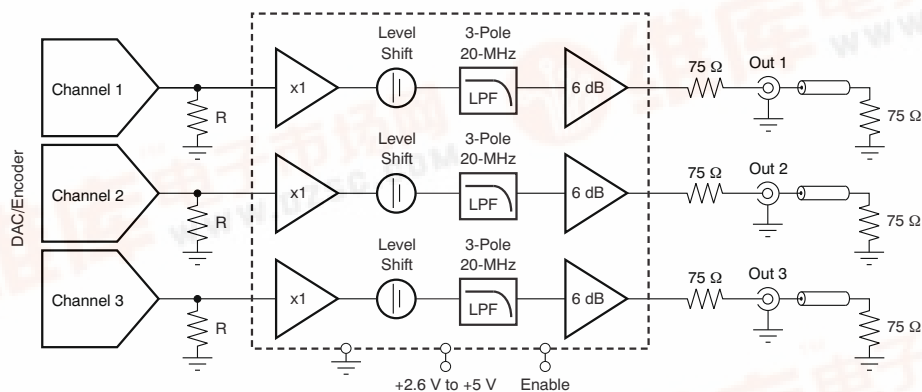 Level Shift
3-Pole 20-MHz
75 Ω
Out 1
Channel 1
x1
LPF
6 dB
R
75 Ω
Level Shift
3-Pole 20-MHz
75 Ω
Out 2
DAC/Encoder
Channel 2
x1
LPF
6 dB
R
75 Ω
Level Shift
3-Pole 20-MHz
75 Ω
Out 3
Channel 3
x1
LPF
6 dB
R
75 Ω
+2.6 V to +5 V
Enable